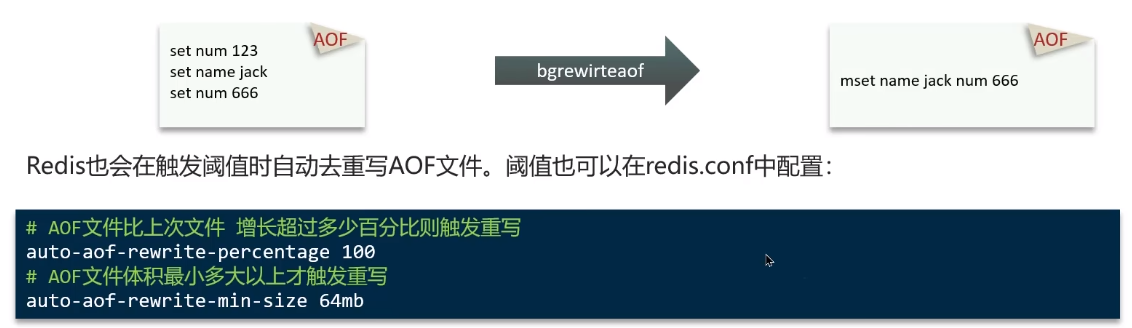 AOF
set num 123
set name jack
set num 666
bgrewirteaof
AOF
mset name jack num 666
Redis也会在触发阈值时自动去重写AOF文件。阈值也可以在redis.conf中配置：
# AOF文件比上次文件 增长超过多少百分比则触发重写
auto-aof-rewrite-percentage 100
# AOF文件体积最小多大以上才触发重写
auto-aof-rewrite-min-size 64mb